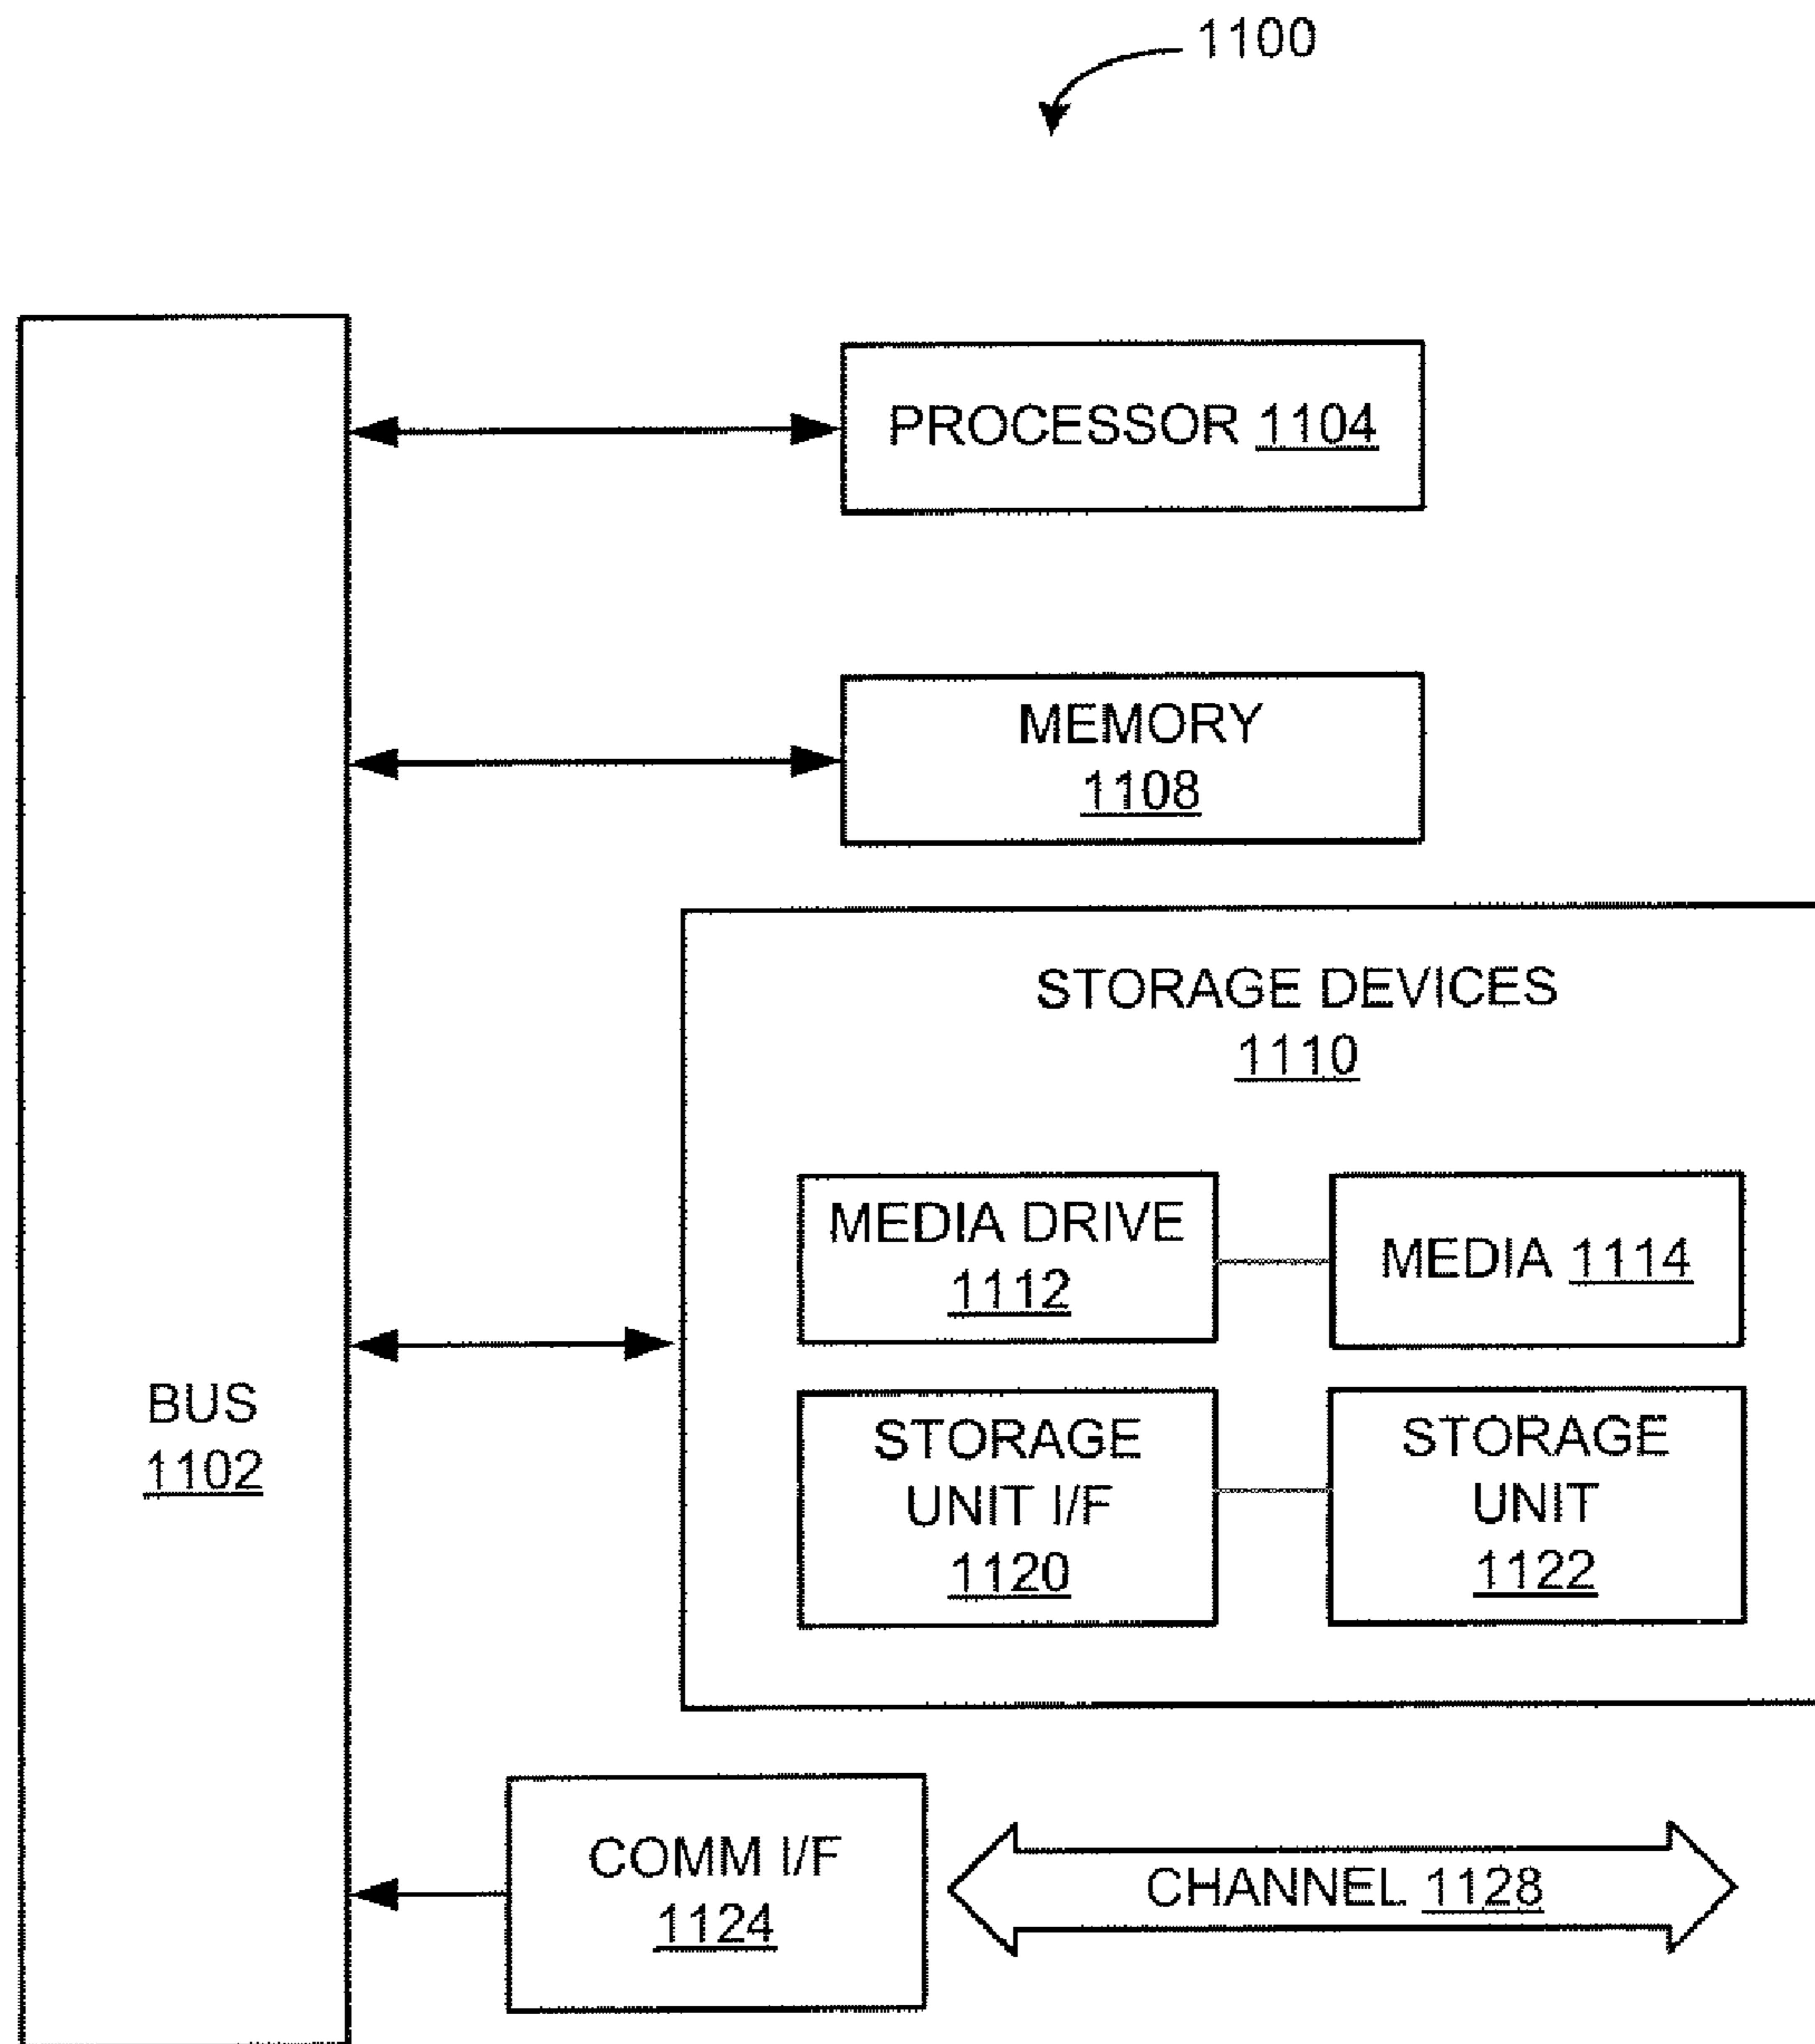 1100
PROCESSOR 1104
MEMORY
1108
STORAGE DEVICES
1110
MEDIA DRIVE
1112
MEDIA 1114
BUS
1102
STORAGE
UNIT I/F
1120
STORAGE
UNIT
1122
COMM I/F
1124
CHANNEL 1128